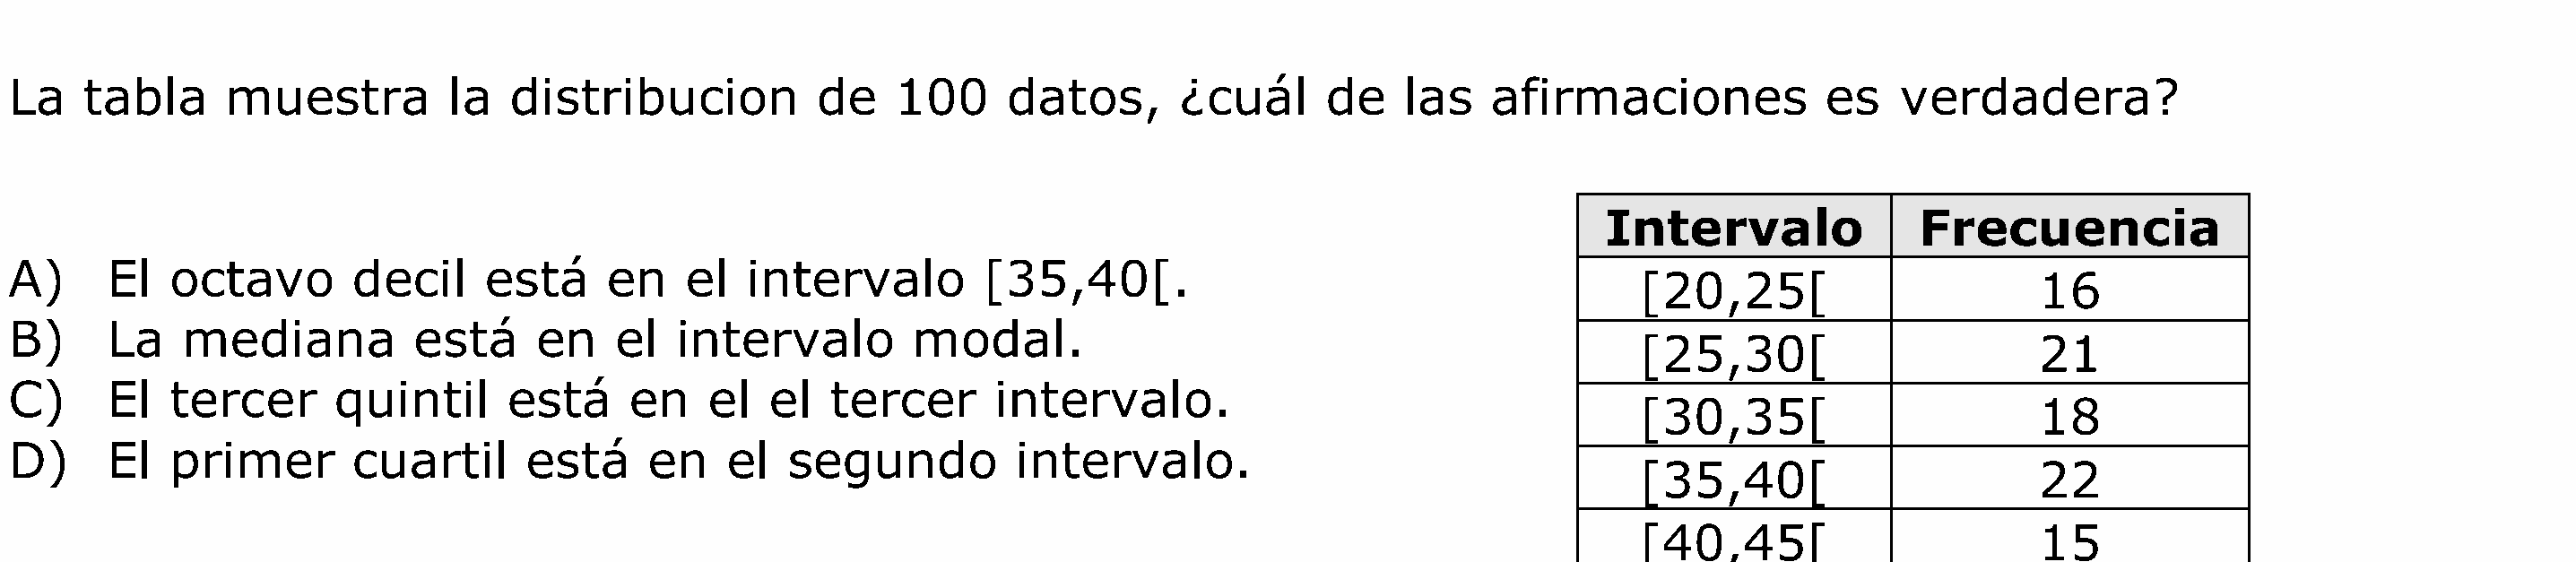 La tabla muestra la distribucion de 100 datos, ¿cuál de las afirmaciones es verdadera?
A) El octavo decil está en el intervalo [35,40[.
B) La mediana está en el intervalo modal.
C) El tercer quintil está en el el tercer intervalo.
D) El primer cuartil está en el segundo intervalo.
Intervalo Frecuencia
[20,25[ 16
[25,30[ 21
[30,35[ 18
[35,40[ 22
[40,45[ 15